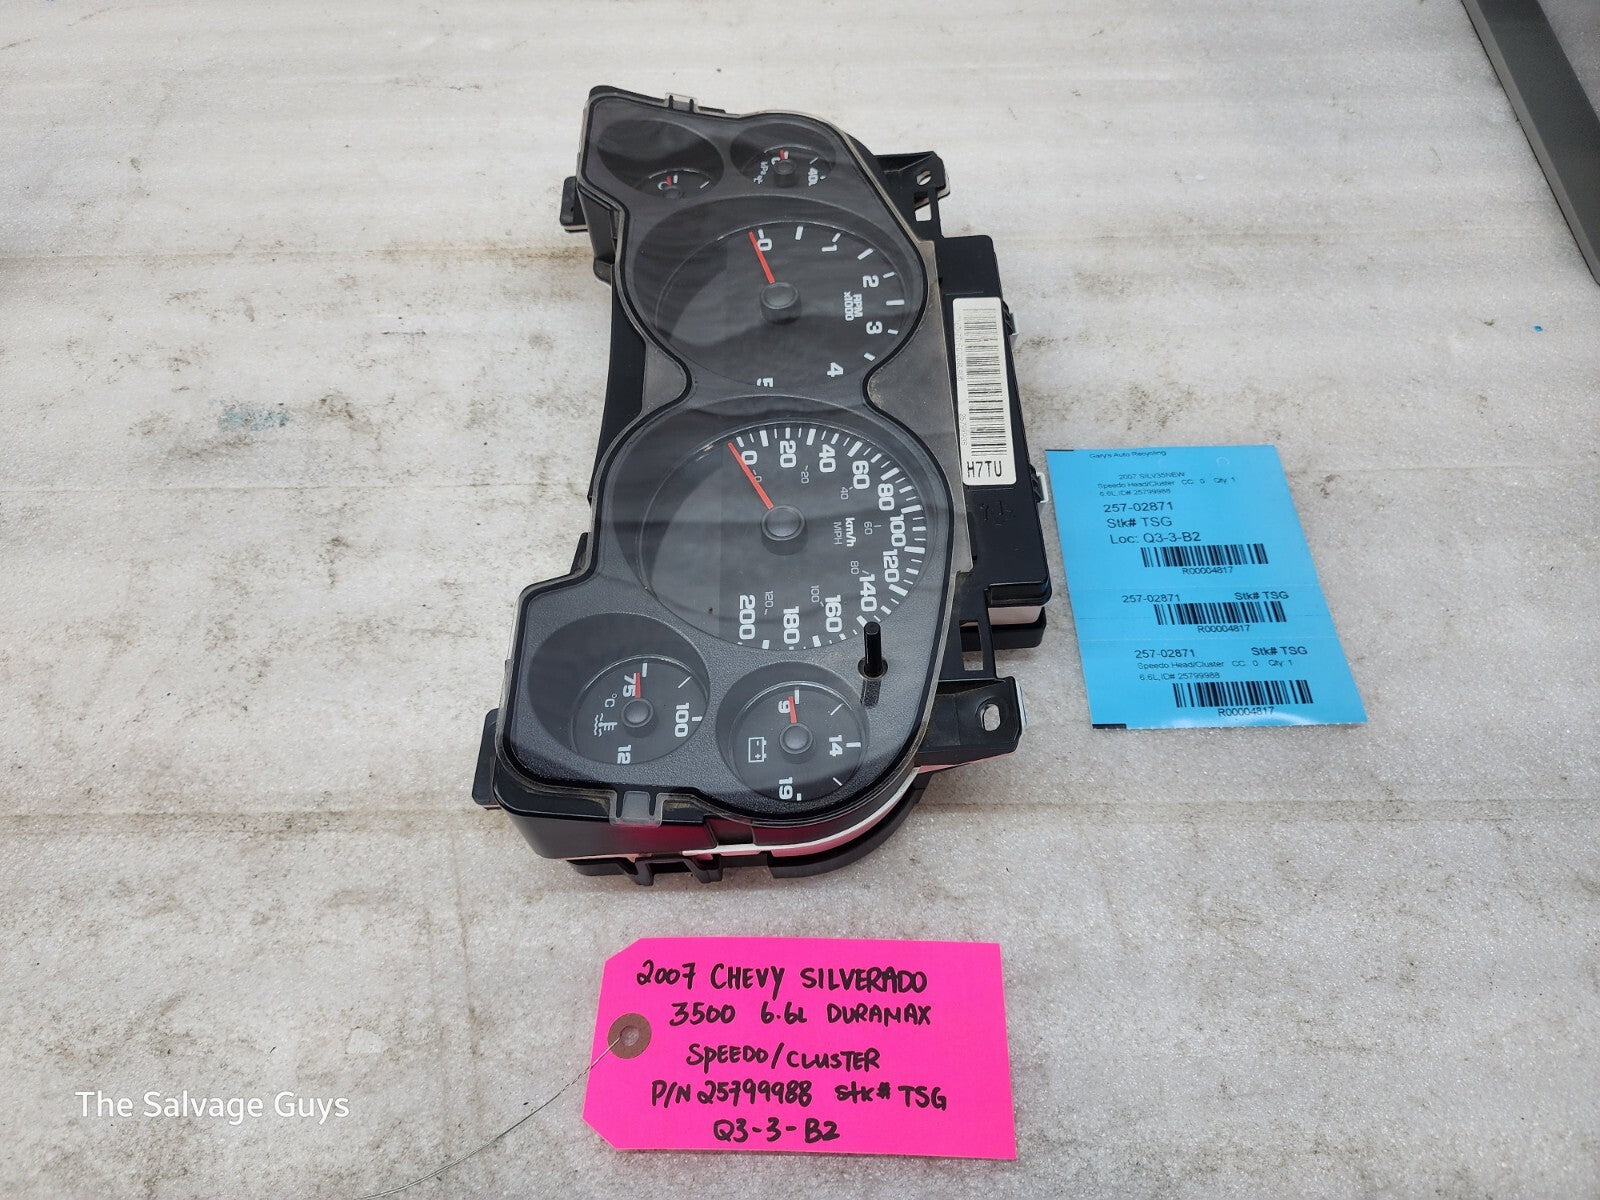 40
kPa
0
1
2
3
4
5
RPM
x1000
0
20
40
60
80
100
120
140
160
180
200
0
20
40
60
80
100
120
km/h
MPH
75
100
°C
9
14
19
H7TU
Gary's Auto Recycling
2007 SILV35NEW
Speedo Head/Cluster CC: 0 Qty: 1
6.6L,ID# 25799988
257-02871
Stk# TSG
Loc: Q3-3-B2
R00004817
257-02871 Stk# TSG
R00004817
257-02871 Stk# TSG
Speedo Head/Cluster CC: 0 Qty: 1
6.6L,ID# 25799988
R00004817
2007 CHEVY SILVERADO
3500 6.6L DURAMAX
SPEEDO/CLUSTER
P/N 25799988 Stk# TSG
Q3-3-B2
The Salvage Guys